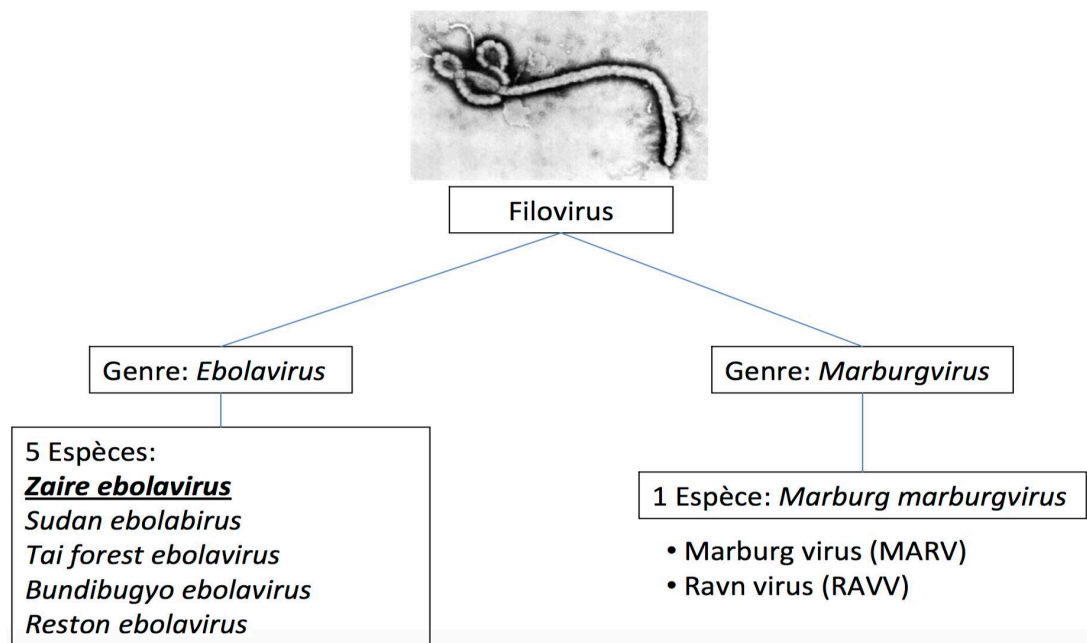 Filovirus
Genre: Ebolavirus
Genre: Marburgvirus
5 Espèces:
Zaire ebolavirus
Sudan ebolabirus
Tai forest ebolavirus
Bundibugyo ebolavirus
Reston ebolavirus
1 Espèce: Marburg marburgvirus
• Marburg virus (MARV)
• Ravn virus (RAVV)